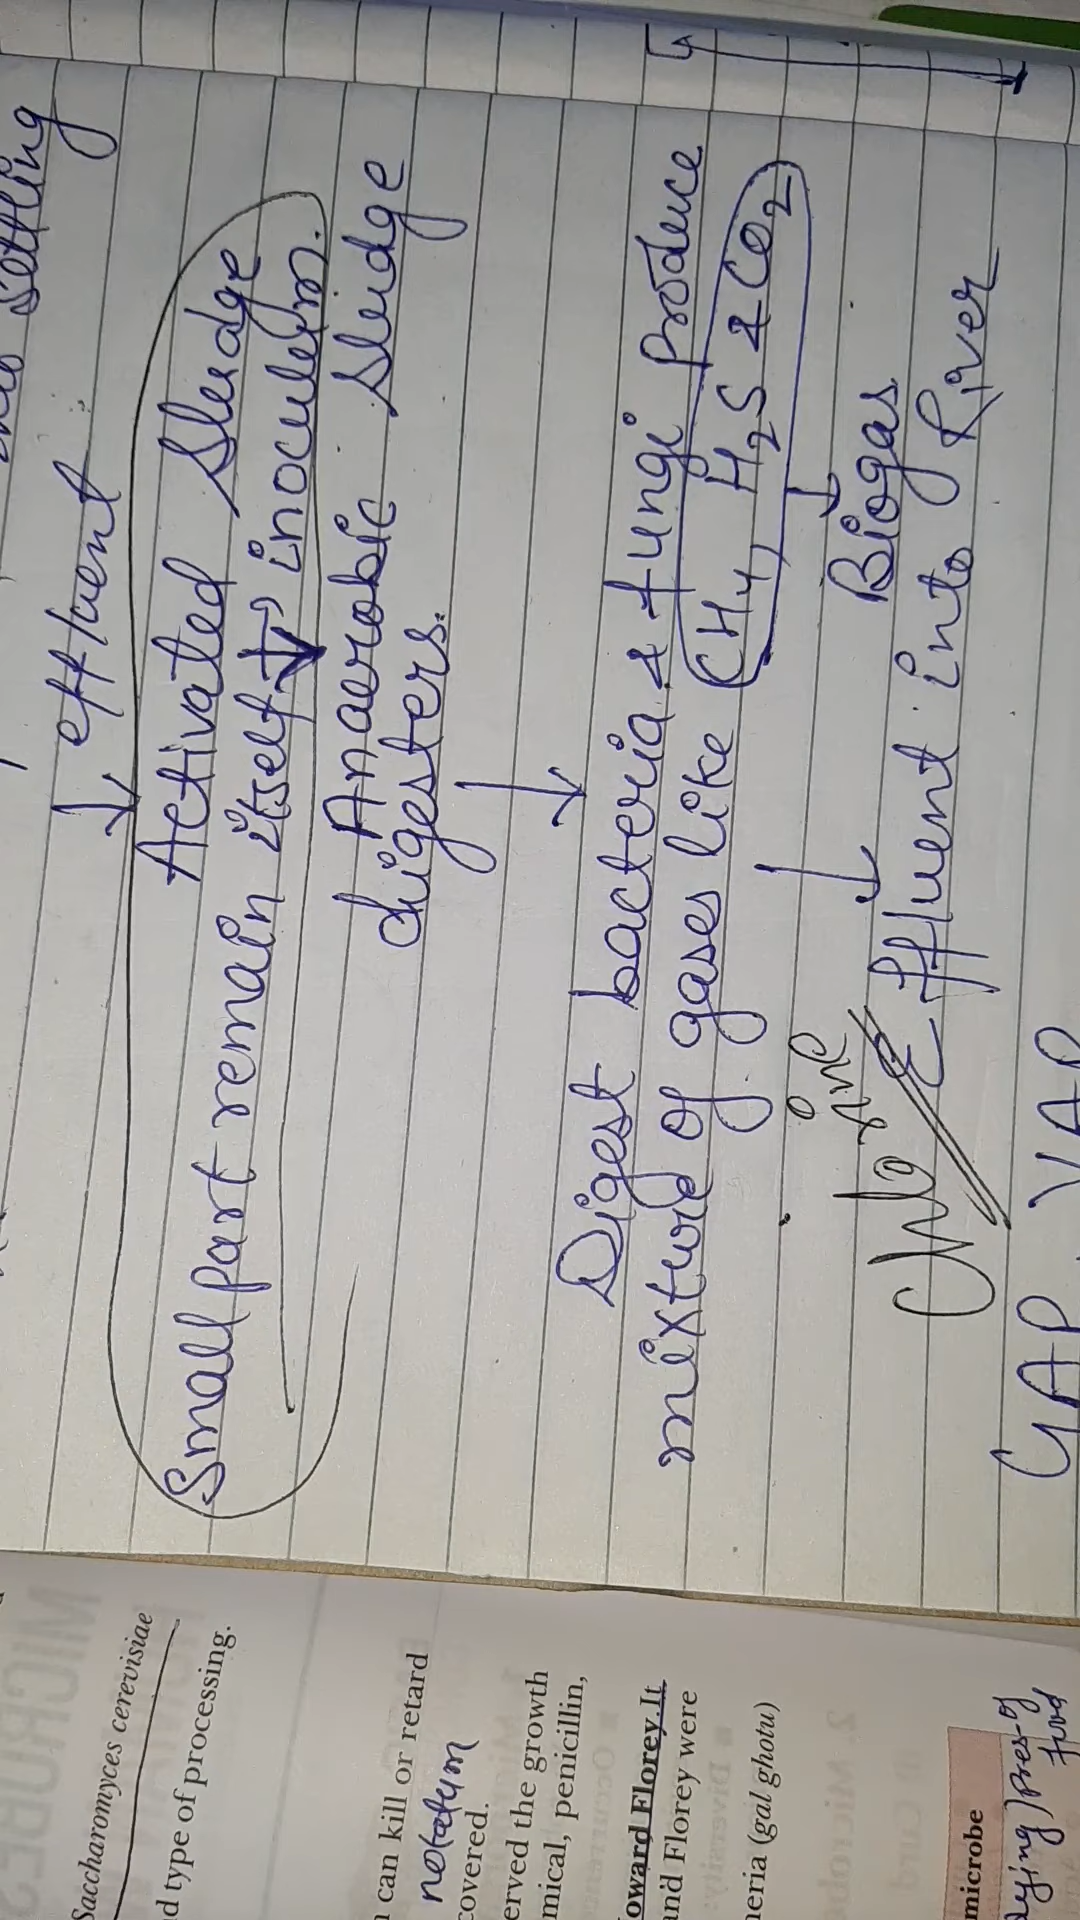 settling
effluent
Activated sludge
Small part remain itself → inoculum.
Anaerobic sludge
digesters.
Digest bacteria & fungi produce
mixture of gases like CH4, H2S & CO2
Biogas
Effluent into River
GAP, YAP
Saccharomyces cerevisiae
d type of processing.
can kill or retard
notatum
covered.
erved the growth
mical, penicillin,
oward Florey. It
and Florey were
neria (gal ghotu)
microbe